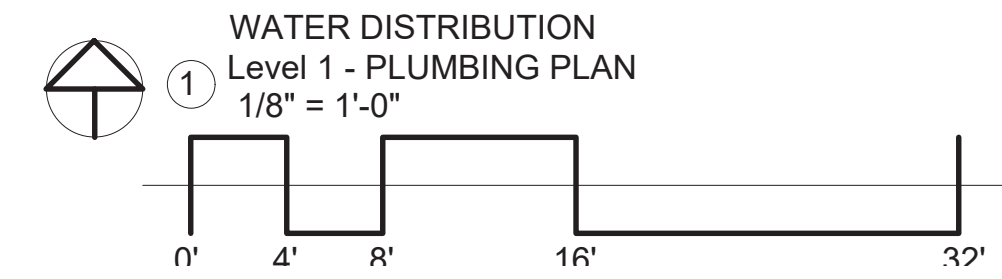 WATER DISTRIBUTION
1 Level 1 - PLUMBING PLAN
1/8" = 1'-0"
0' 4' 8' 16' 32'